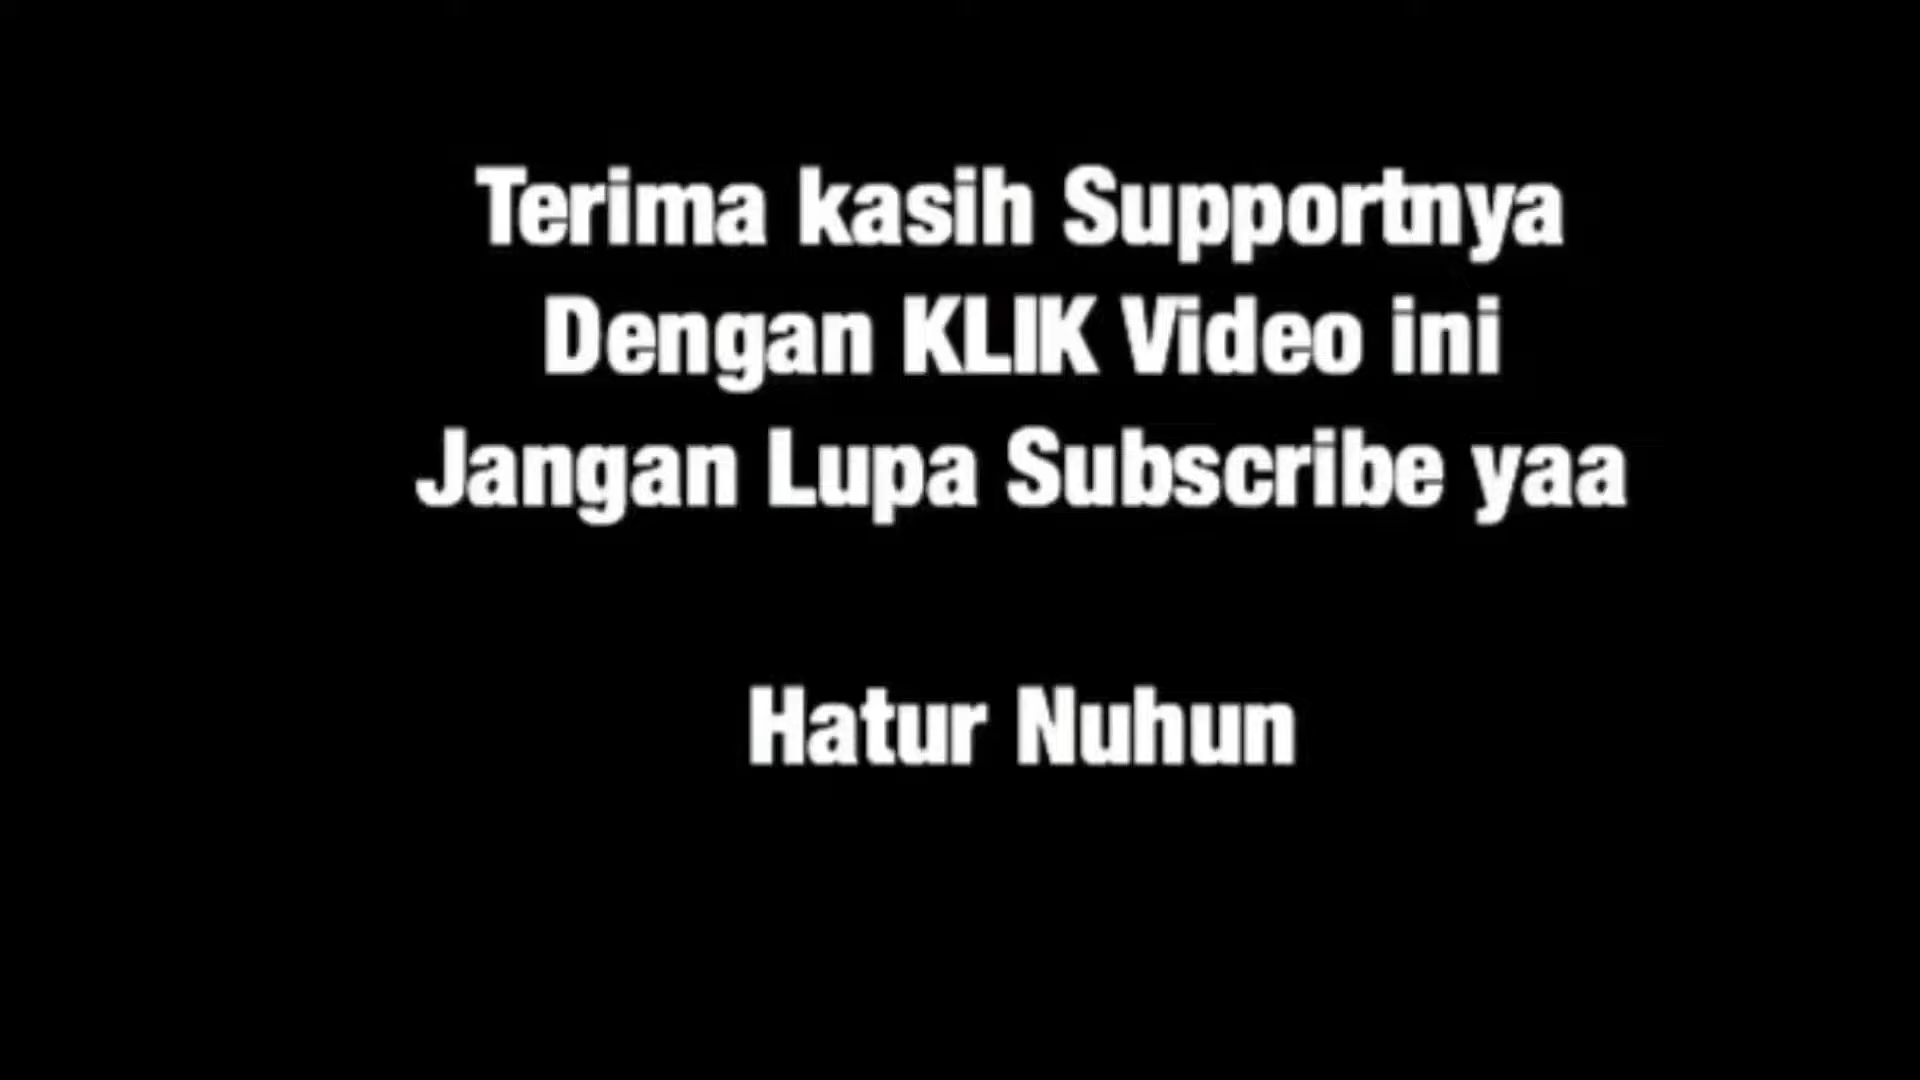 Terima kasih Supportnya
Dengan KLIK Video ini
Jangan Lupa Subscribe yaa
Hatur Nuhun